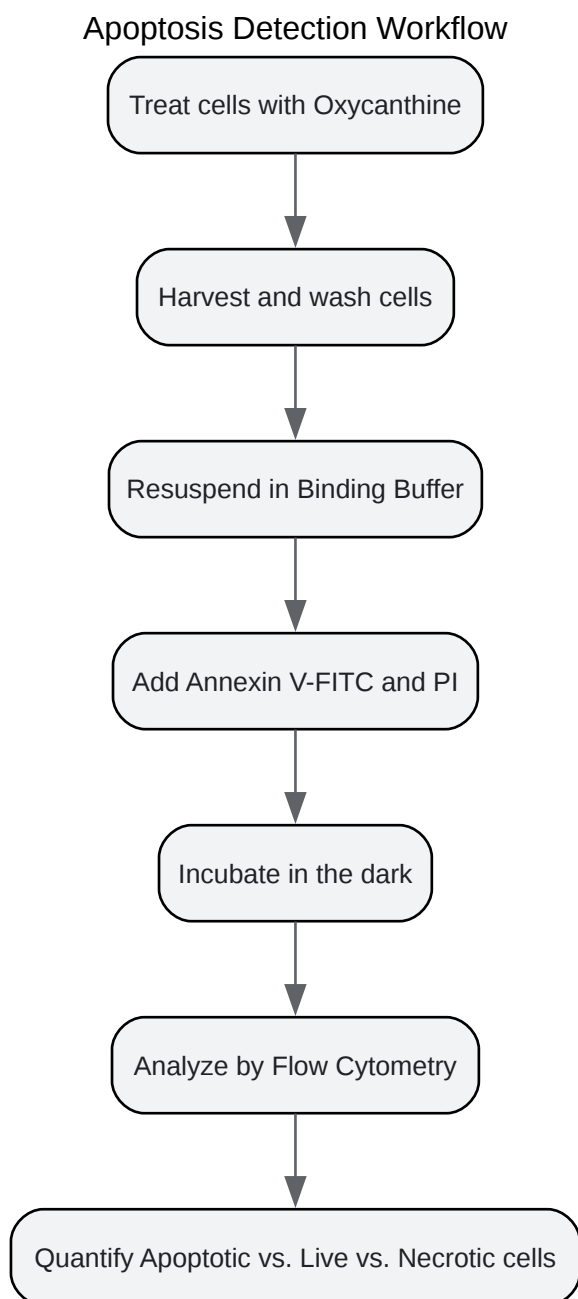 Apoptosis Detection Workflow
Treat cells with Oxycanthine
Harvest and wash cells
Resuspend in Binding Buffer
Add Annexin V-FITC and PI
Incubate in the dark
Analyze by Flow Cytometry
Quantify Apoptotic vs. Live vs. Necrotic cells